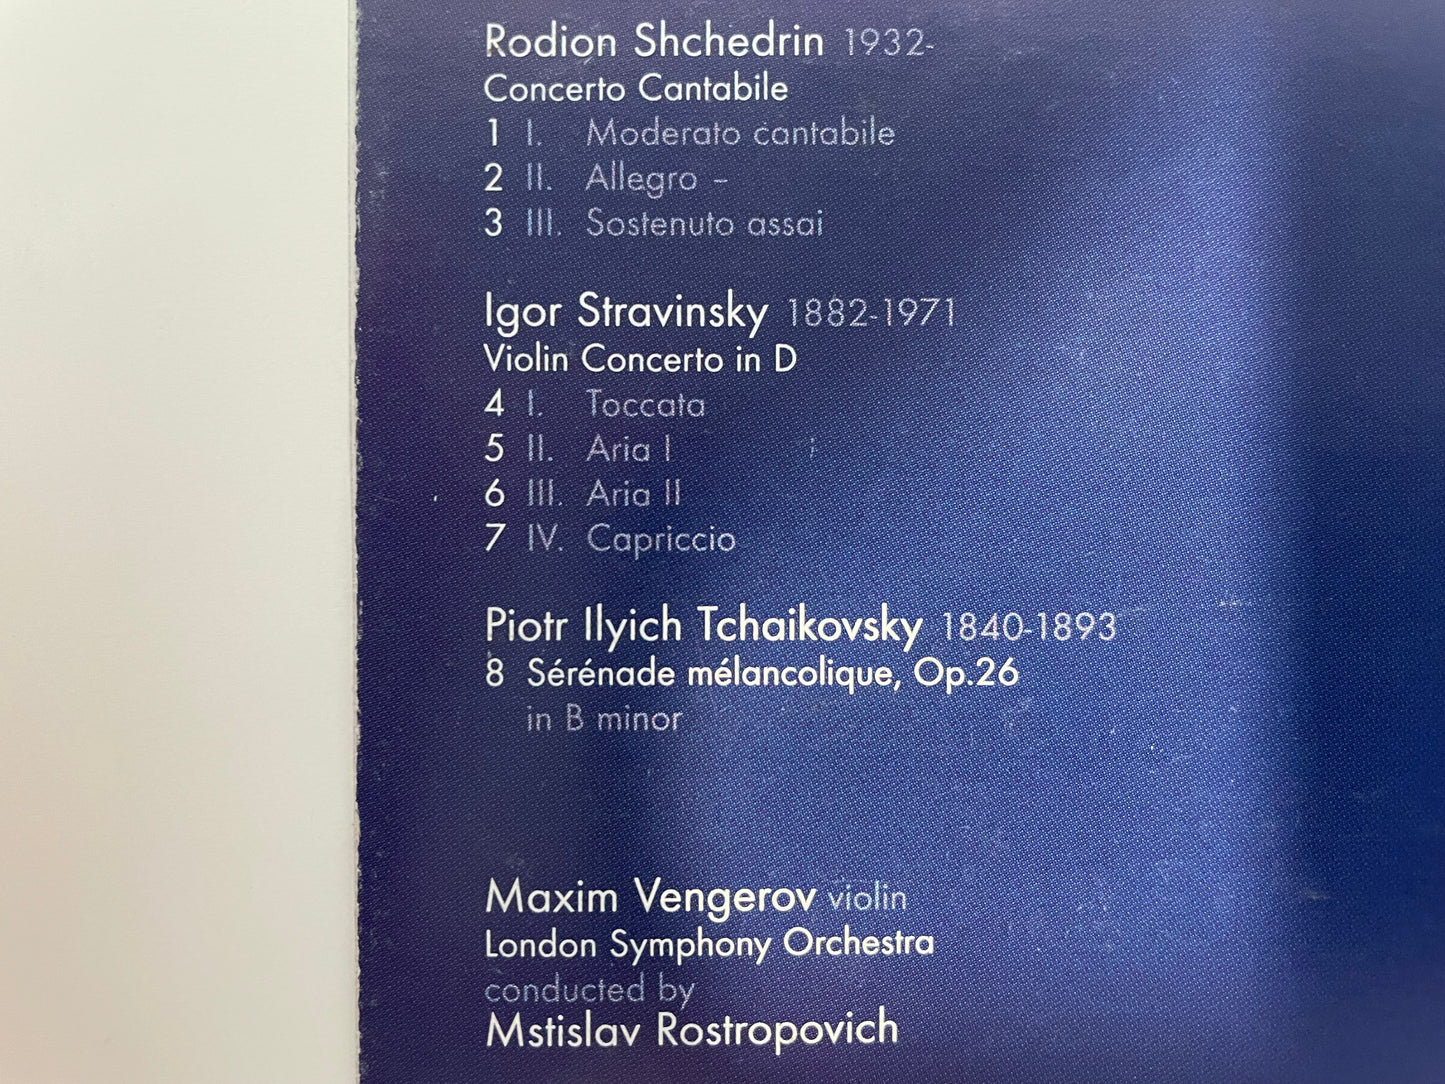 Rodion Shchedrin 1932-
Concerto Cantabile
1 I. Moderato cantabile
2 II. Allegro –
3 III. Sostenuto assai
Igor Stravinsky 1882-1971
Violin Concerto in D
4 I. Toccata
5 II. Aria I
6 III. Aria II
7 IV. Capriccio
Piotr Ilyich Tchaikovsky 1840-1893
8 Sérénade mélancolique, Op.26
in B minor
Maxim Vengerov violin
London Symphony Orchestra
conducted by
Mstislav Rostropovich